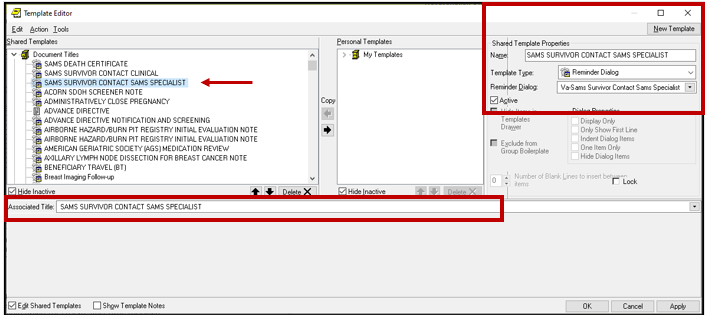 Template Editor
Edit Action Tools
New Template
Shared Templates
Document Titles
SAMS DEATH CERTIFICATE
SAMS SURVIVOR CONTACT CLINICAL
SAMS SURVIVOR CONTACT SAMS SPECIALIST
ACORN SDOH SCREENER NOTE
ADMINISTRATIVELY CLOSE PREGNANCY
ADVANCE DIRECTIVE
ADVANCE DIRECTIVE NOTIFICATION AND SCREENING
AIRBORNE HAZARD/BURN PIT REGISTRY INITIAL EVALUATION NOTE
AIRBORNE HAZARD/BURN PIT REGISTRY INITIAL EVALUATION NOTE
AMERICAN GERIATRIC SOCIETY (AGS) MEDICATION REVIEW
AXILLARY LYMPH NODE DISSECTION FOR BREAST CANCER NOTE
BENEFICIARY TRAVEL (BT)
Breast Imaging Follow-up
Hide Inactive
Delete
Copy
Personal Templates
My Templates
Hide Inactive
Delete
Shared Template Properties
Name: SAMS SURVIVOR CONTACT SAMS SPECIALIST
Template Type: Reminder Dialog
Reminder Dialog: Va-Sams Survivor Contact Sams Specialist
Active
Hide Items in Templates Drawer
Exclude from Group Boilerplate
Dialog Properties
Display Only
Only Show First Line
Indent Dialog Items
One Item Only
Hide Dialog Items
0 Number of Blank Lines to insert between items
Lock
Associated Title: SAMS SURVIVOR CONTACT SAMS SPECIALIST
Edit Shared Templates
Show Template Notes
OK
Cancel
Apply